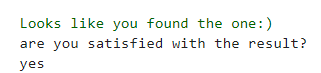 Looks like you found the one:)
are you satisfied with the result?
yes